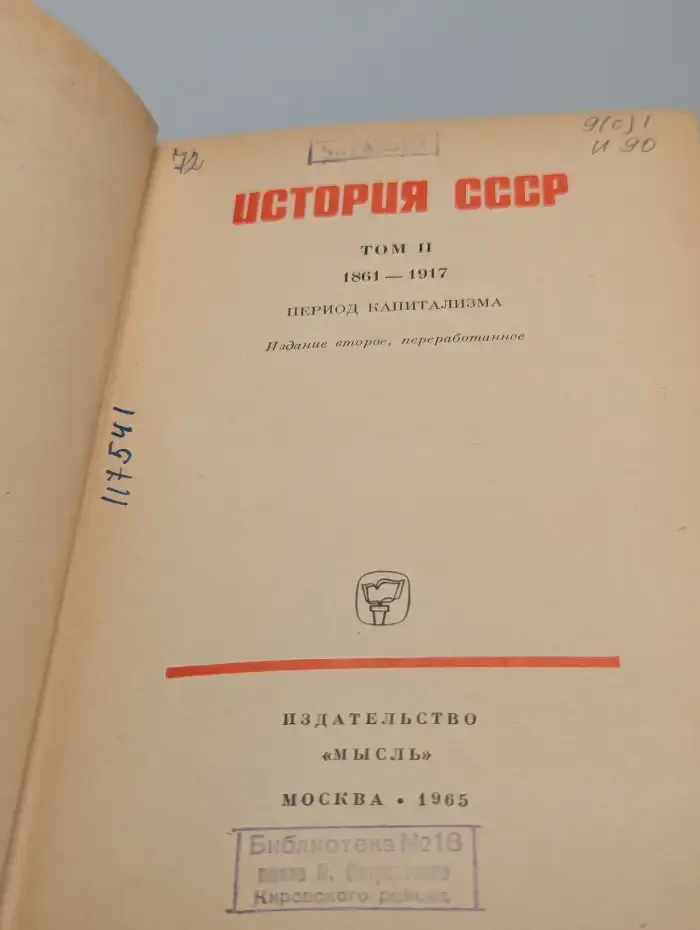 9(с)1
72
И 90
ИСТОРИЯ СССР
ТОМ II
1861 — 1917
ПЕРИОД КАПИТАЛИЗМА
Издание второе, переработанное
117541
ИЗДАТЕЛЬСТВО
«МЫСЛЬ»
МОСКВА • 1965
Библиотека №18
Кировского района